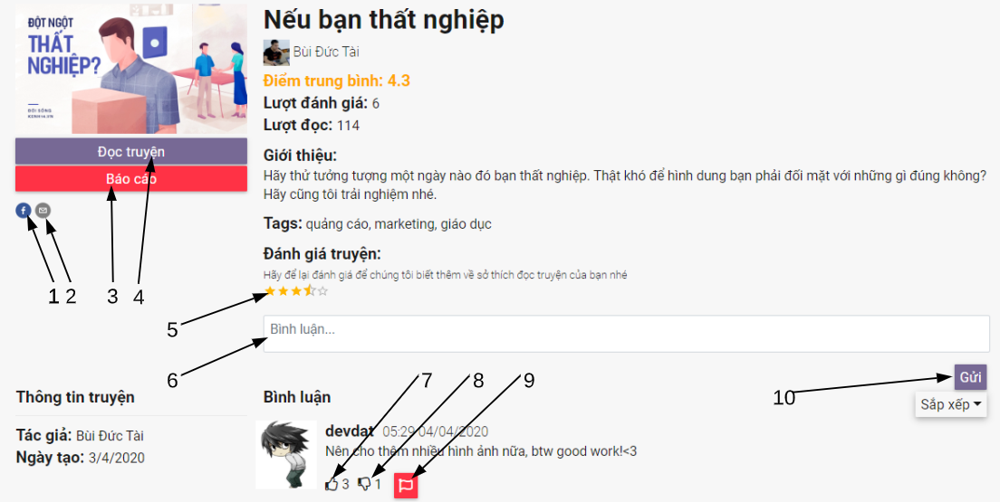 ĐỘT NGỘT
THẤT
NGHIỆP?
ĐỜI SỐNG
KENH14.VN
Đọc truyện
Báo cáo
1 2 3 4
Nếu bạn thất nghiệp
Bùi Đức Tài
Điểm trung bình: 4.3
Lượt đánh giá: 6
Lượt đọc: 114
Giới thiệu:
Hãy thử tưởng tượng một ngày nào đó bạn thất nghiệp. Thật khó để hình dung bạn phải đối mặt với những gì đúng không?
Hãy cũng tôi trải nghiệm nhé.
Tags: quảng cáo, marketing, giáo dục
Đánh giá truyện:
Hãy để lại đánh giá để chúng tôi biết thêm về sở thích đọc truyện của bạn nhé
5
Bình luận...
6
7 8 9
10
Gửi
Sắp xếp
Thông tin truyện
Tác giả: Bùi Đức Tài
Ngày tạo: 3/4/2020
Bình luận
devdat 05:29 04/04/2020
Nên cho thêm nhiều hình ảnh nữa, btw good work!<3
3 1